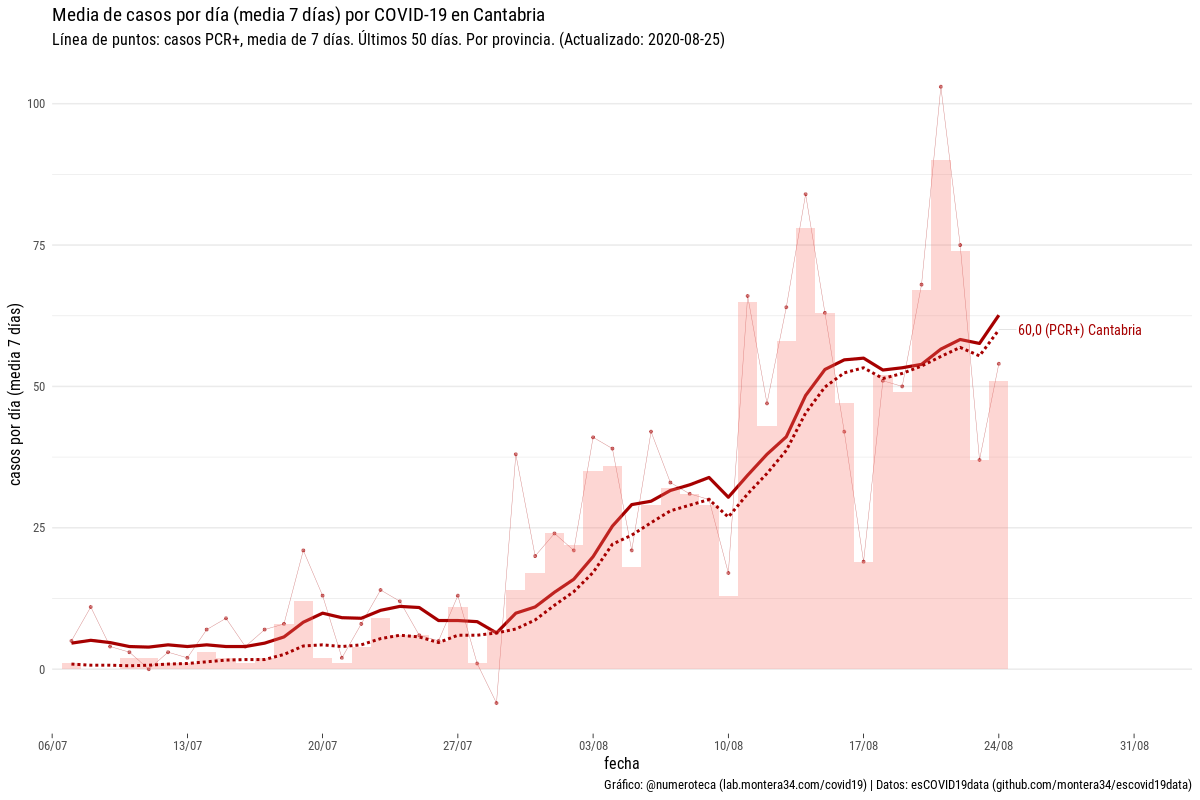 Media de casos por día (media 7 días) por COVID-19 en Cantabria
Línea de puntos: casos PCR+, media de 7 días. Últimos 50 días. Por provincia. (Actualizado: 2020-08-25)
casos por día (media 7 días)
100
75
50
25
0
60,0 (PCR+) Cantabria
06/07 13/07 20/07 27/07 03/08 10/08 17/08 24/08 31/08
fecha
Gráfico: @numeroteca (lab.montera34.com/covid19) | Datos: esCOVID19data (github.com/montera34/escovid19data)